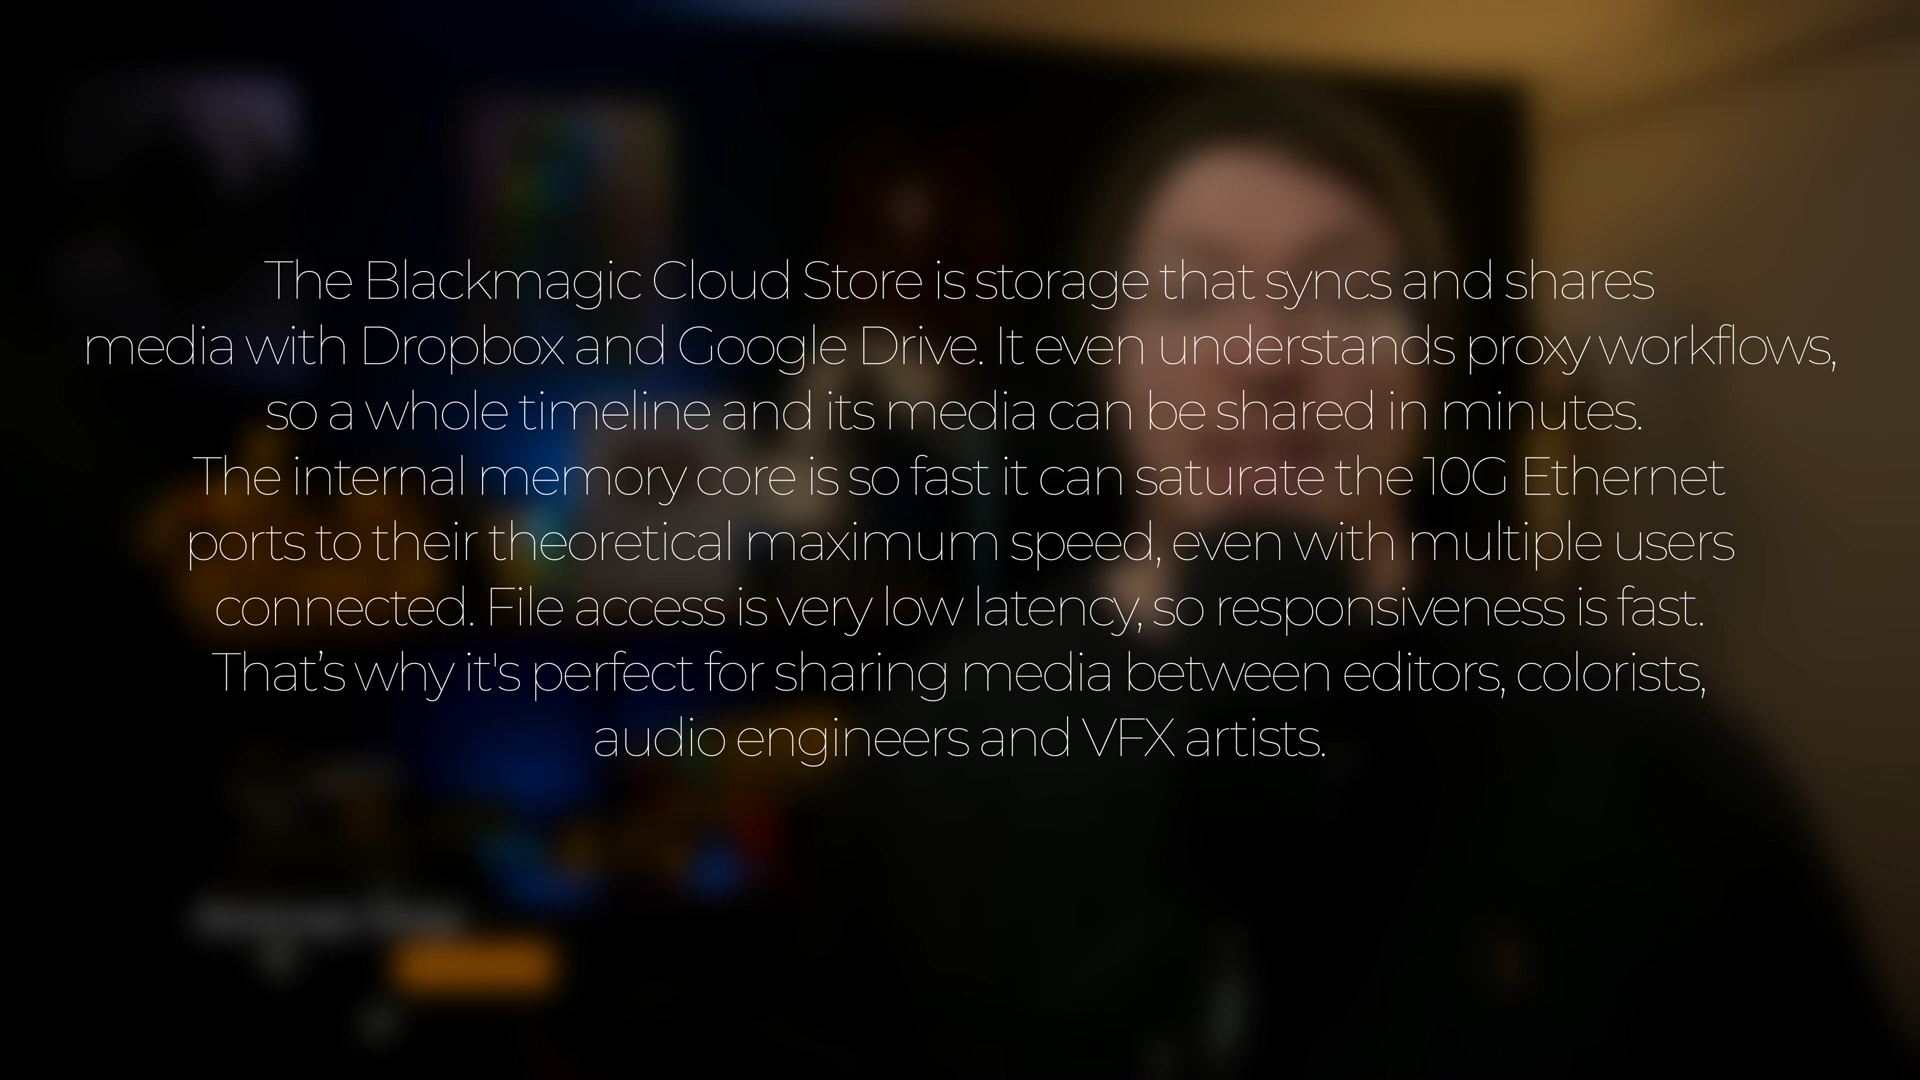 The Blackmagic Cloud Store is storage that syncs and shares
media with Dropbox and Google Drive. It even understands proxy workflows,
so a whole timeline and its media can be shared in minutes.
The internal memory core is so fast it can saturate the 10G Ethernet
ports to their theoretical maximum speed, even with multiple users
connected. File access is very low latency, so responsiveness is fast.
That’s why it's perfect for sharing media between editors, colorists,
audio engineers and VFX artists.